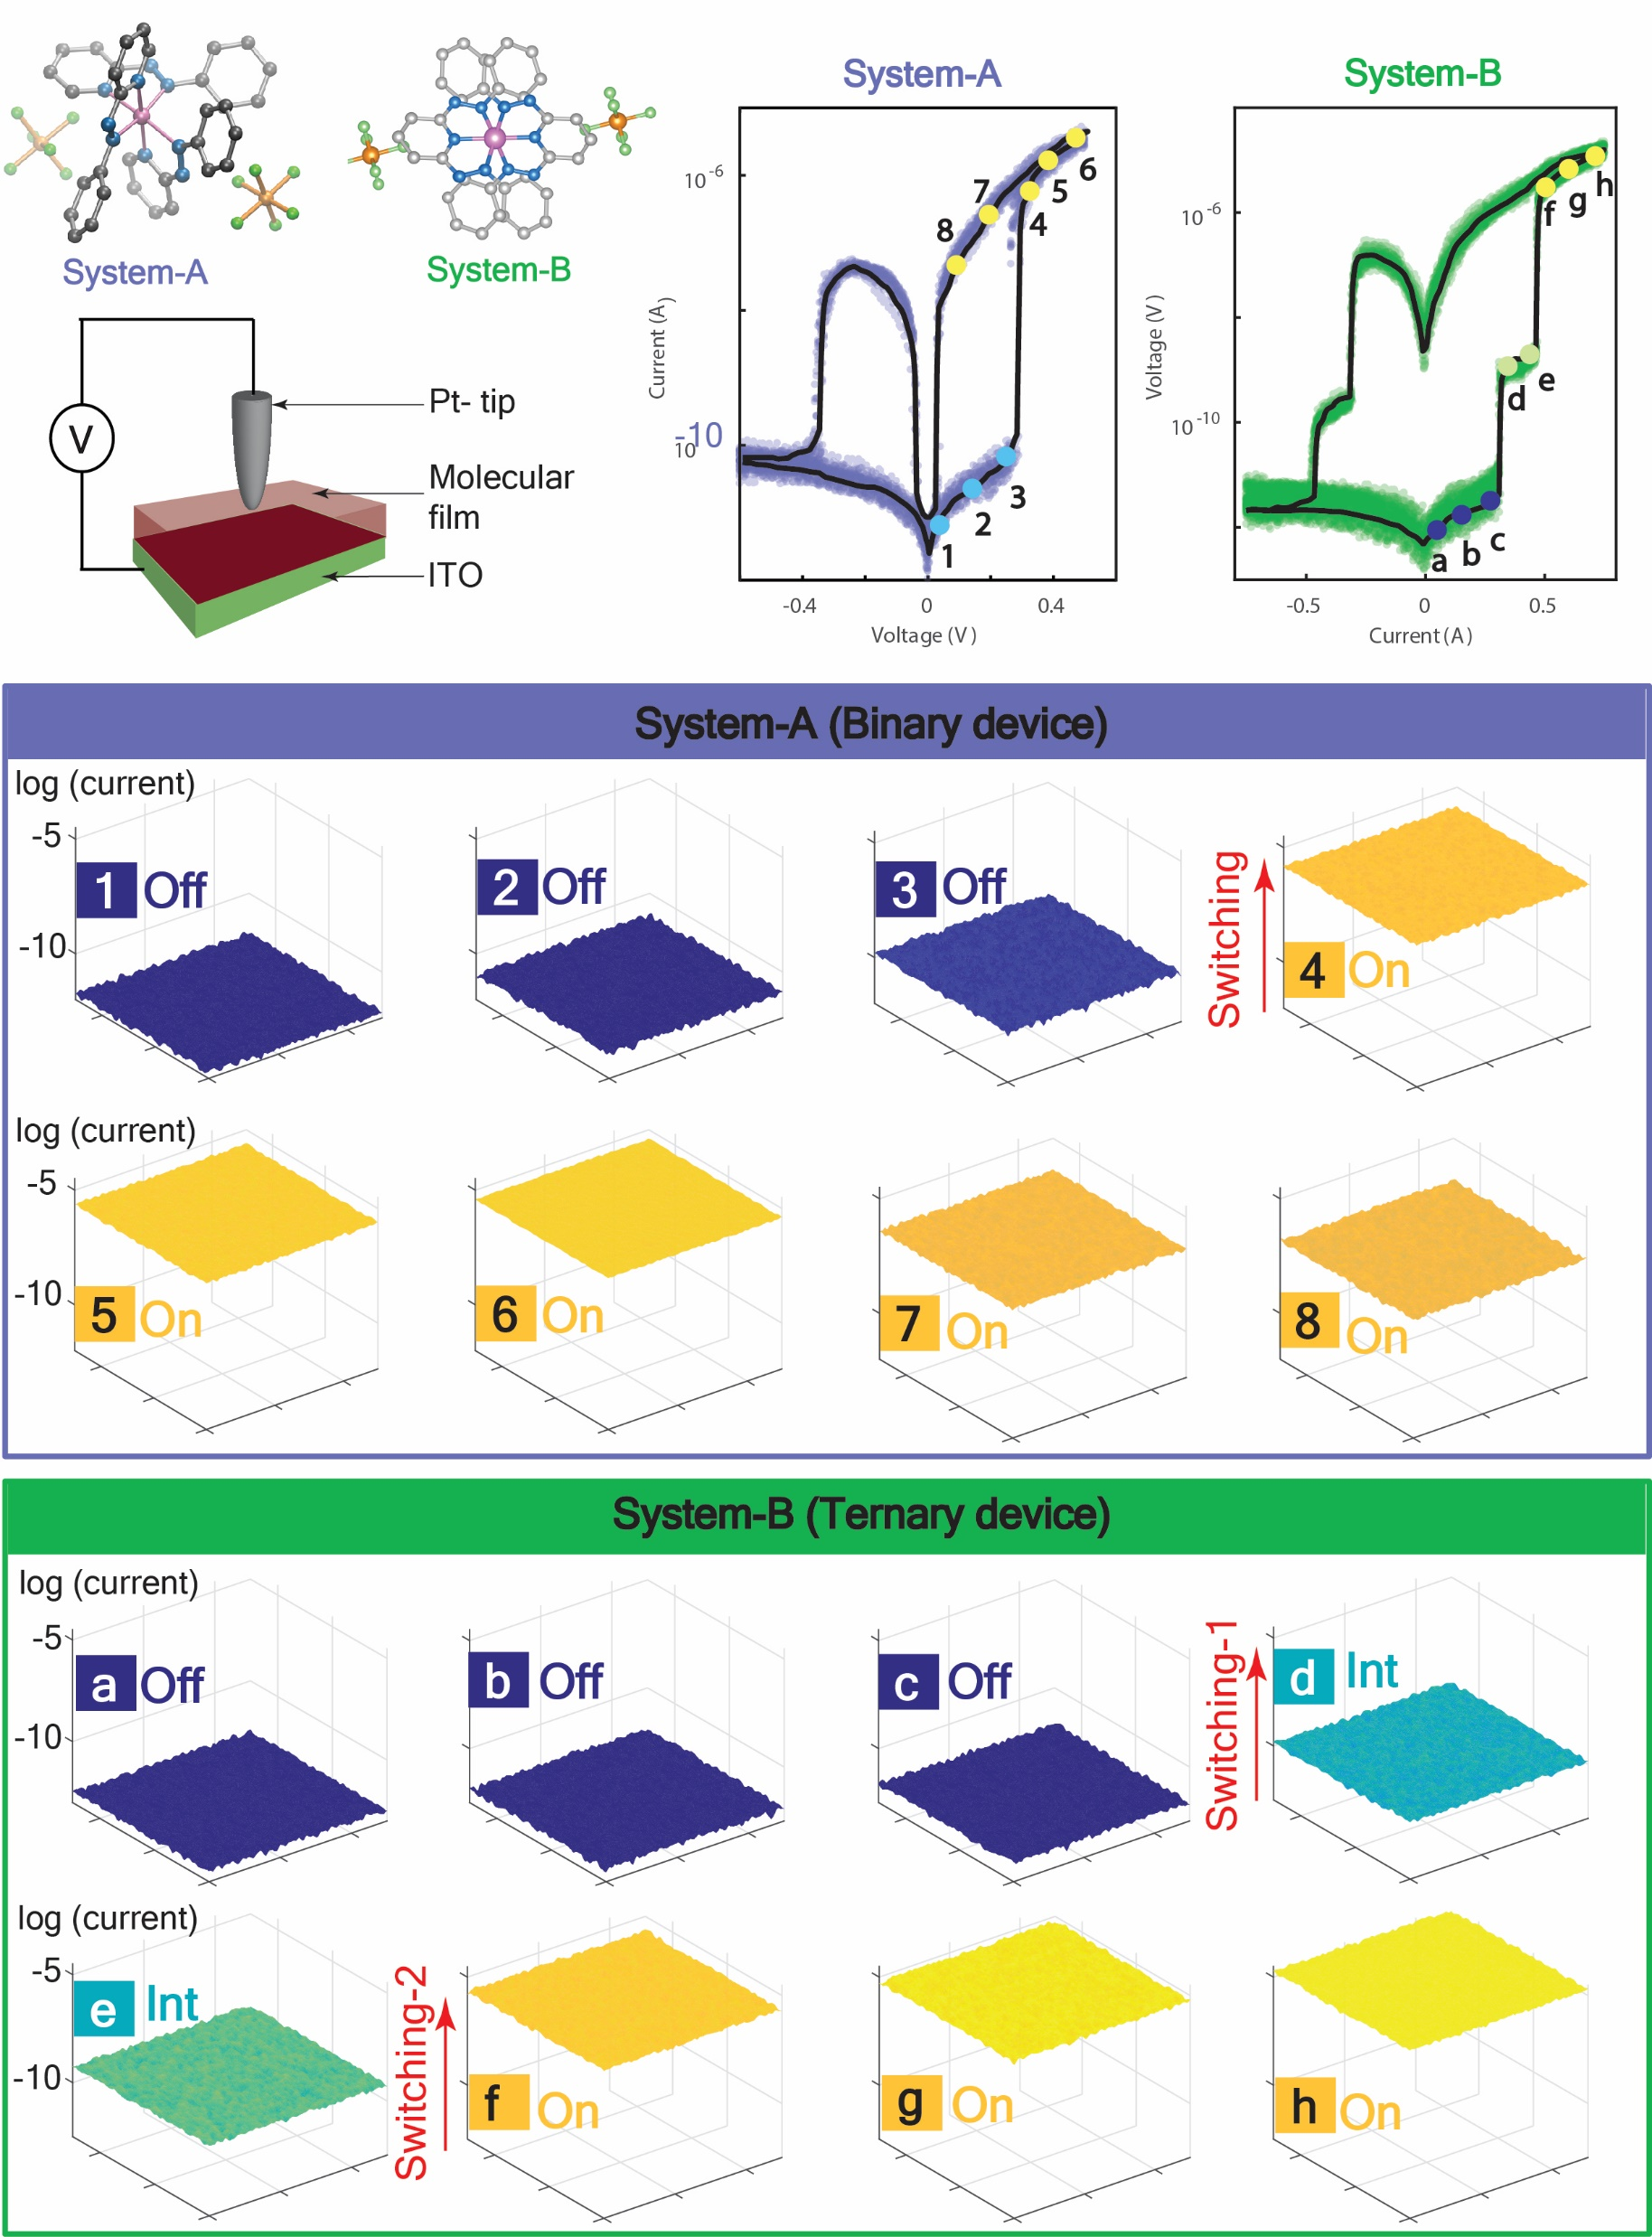 System-A
System-B
System-A
System-B
V
Pt- tip
Molecular
film
ITO
Current (A)
10-6
-10
10
-0.4
0
0.4
Voltage (V )
1
2
3
4
5
6
7
8
Voltage (V )
10-6
10-10
-0.5
0
0.5
Current (A )
a
b
c
d
e
f
g
h
System-A (Binary device)
log (current)
-5
-10
1 Off
2 Off
3 Off
Switching
4 On
log (current)
-5
-10
5 On
6 On
7 On
8 On
System-B (Ternary device)
log (current)
-5
-10
a Off
b Off
c Off
Switching-1
d Int
log (current)
-5
-10
e Int
Switching-2
f On
g On
h On